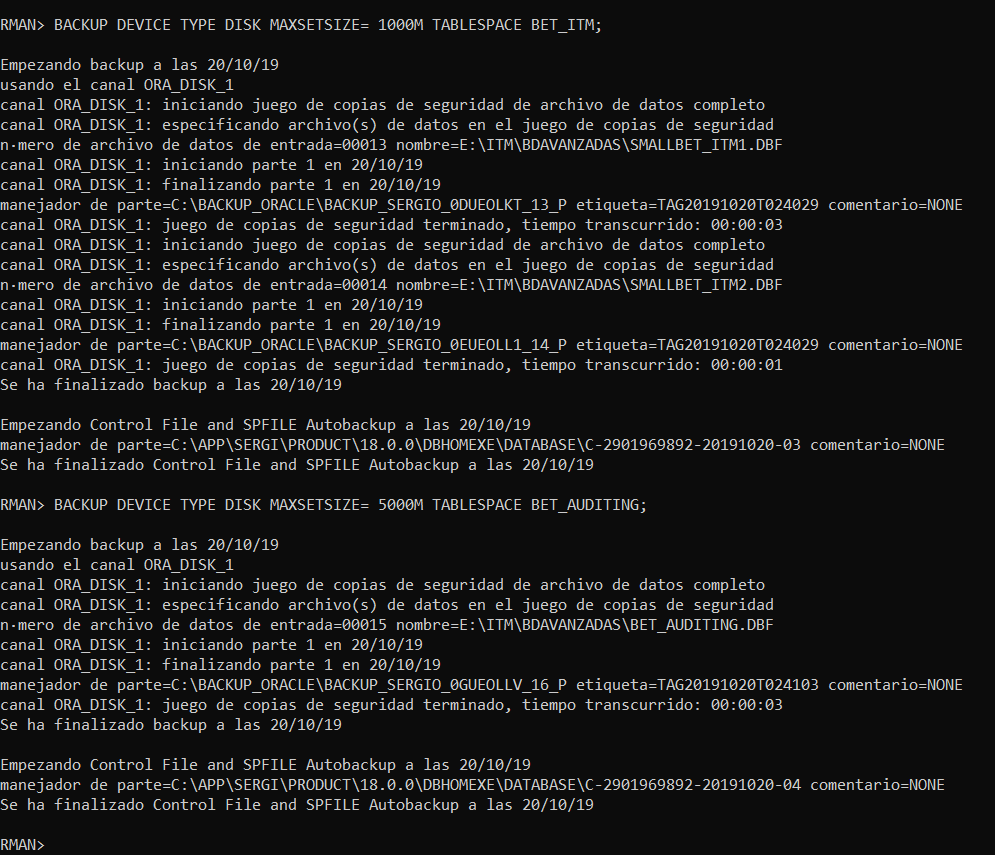 RMAN> BACKUP DEVICE TYPE DISK MAXSETSIZE= 1000M TABLESPACE BET_ITM;
Empezando backup a las 20/10/19
usando el canal ORA_DISK_1
canal ORA_DISK_1: iniciando juego de copias de seguridad de archivo de datos completo
canal ORA_DISK_1: especificando archivo(s) de datos en el juego de copias de seguridad
n·mero de archivo de datos de entrada=00013 nombre=E:\ITM\BDAVANZADAS\SMALLBET_ITM1.DBF
canal ORA_DISK_1: iniciando parte 1 en 20/10/19
canal ORA_DISK_1: finalizando parte 1 en 20/10/19
manejador de parte=C:\BACKUP_ORACLE\BACKUP_SERGIO_0DUEOLKT_13_P etiqueta=TAG20191020T024029 comentario=NONE
canal ORA_DISK_1: juego de copias de seguridad terminado, tiempo transcurrido: 00:00:03
canal ORA_DISK_1: iniciando juego de copias de seguridad de archivo de datos completo
canal ORA_DISK_1: especificando archivo(s) de datos en el juego de copias de seguridad
n·mero de archivo de datos de entrada=00014 nombre=E:\ITM\BDAVANZADAS\SMALLBET_ITM2.DBF
canal ORA_DISK_1: iniciando parte 1 en 20/10/19
canal ORA_DISK_1: finalizando parte 1 en 20/10/19
manejador de parte=C:\BACKUP_ORACLE\BACKUP_SERGIO_0EUEOLL1_14_P etiqueta=TAG20191020T024029 comentario=NONE
canal ORA_DISK_1: juego de copias de seguridad terminado, tiempo transcurrido: 00:00:01
Se ha finalizado backup a las 20/10/19
Empezando Control File and SPFILE Autobackup a las 20/10/19
manejador de parte=C:\APP\SERGI\PRODUCT\18.0.0\DBHOMEXE\DATABASE\C-2901969892-20191020-03 comentario=NONE
Se ha finalizado Control File and SPFILE Autobackup a las 20/10/19
RMAN> BACKUP DEVICE TYPE DISK MAXSETSIZE= 5000M TABLESPACE BET_AUDITING;
Empezando backup a las 20/10/19
usando el canal ORA_DISK_1
canal ORA_DISK_1: iniciando juego de copias de seguridad de archivo de datos completo
canal ORA_DISK_1: especificando archivo(s) de datos en el juego de copias de seguridad
n·mero de archivo de datos de entrada=00015 nombre=E:\ITM\BDAVANZADAS\BET_AUDITING.DBF
canal ORA_DISK_1: iniciando parte 1 en 20/10/19
canal ORA_DISK_1: finalizando parte 1 en 20/10/19
manejador de parte=C:\BACKUP_ORACLE\BACKUP_SERGIO_0GUEOLLV_16_P etiqueta=TAG20191020T024103 comentario=NONE
canal ORA_DISK_1: juego de copias de seguridad terminado, tiempo transcurrido: 00:00:03
Se ha finalizado backup a las 20/10/19
Empezando Control File and SPFILE Autobackup a las 20/10/19
manejador de parte=C:\APP\SERGI\PRODUCT\18.0.0\DBHOMEXE\DATABASE\C-2901969892-20191020-04 comentario=NONE
Se ha finalizado Control File and SPFILE Autobackup a las 20/10/19
RMAN>